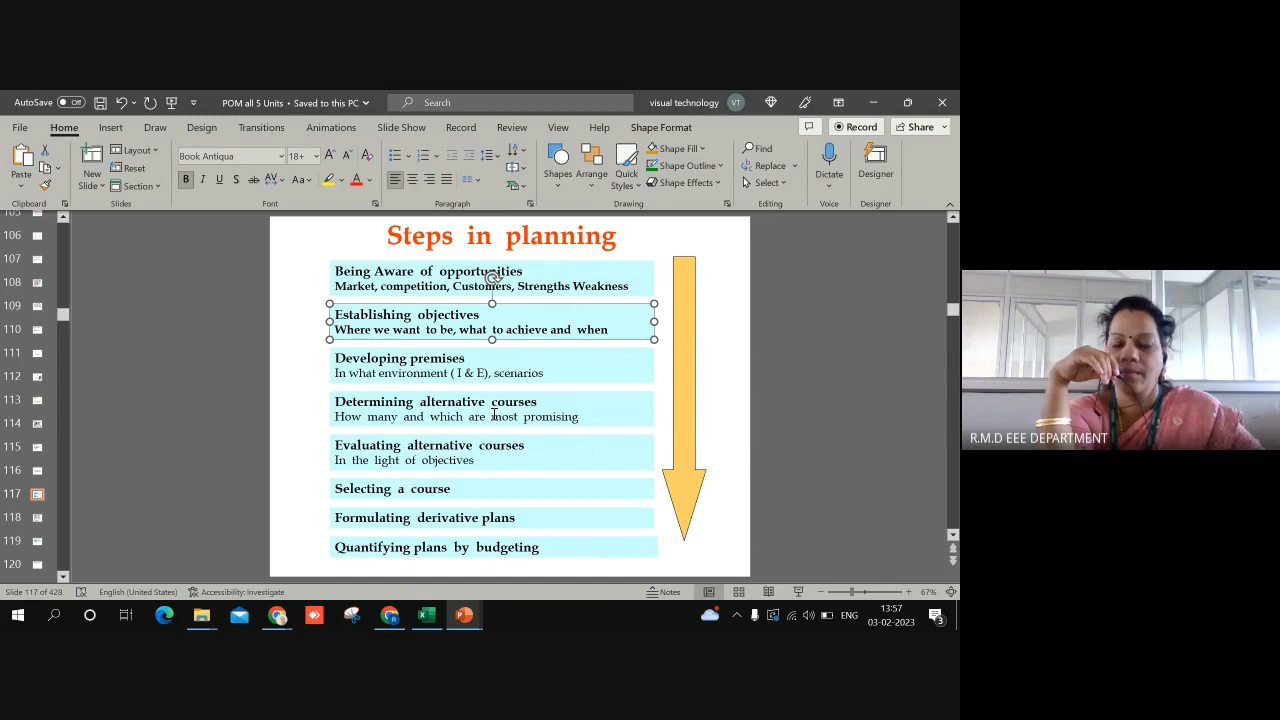 AutoSave Off POM all 5 Units • Saved to this PC Search visual technology VT
File Home Insert Draw Design Transitions Animations Slide Show Record Review View Help Shape Format Record Share
Paste New Slide Layout Reset Section Book Antiqua 18+ Shapes Arrange Quick Styles Shape Fill Shape Outline Shape Effects Find Replace Select Dictate Designer
Clipboard Slides Font Paragraph Drawing Editing Voice Designer
105
106
107
108
109
110
111
112
113
114
115
116
117
118
119
120
Steps in planning
Being Aware of opportunities
Market, competition, Customers, Strengths Weakness
Establishing objectives
Where we want to be, what to achieve and when
Developing premises
In what environment ( I & E), scenarios
Determining alternative courses
How many and which are most promising
Evaluating alternative courses
In the light of objectives
Selecting a course
Formulating derivative plans
Quantifying plans by budgeting
R.M.D EEE DEPARTMENT
Slide 117 of 428 English (United States) Accessibility: Investigate Notes 67%
ENG 13:57
03-02-2023 3